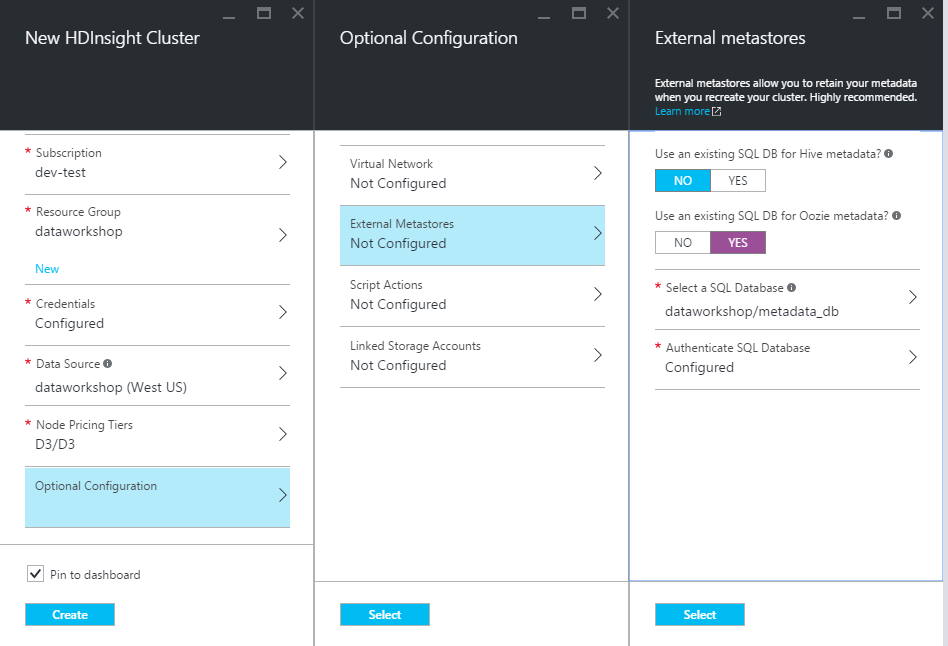 New HDInsight Cluster
* Subscription
dev-test
* Resource Group
dataworkshop
New
* Credentials
Configured
* Data Source
dataworkshop (West US)
* Node Pricing Tiers
D3/D3
Optional Configuration
Pin to dashboard
Create
Optional Configuration
Virtual Network
Not Configured
External Metastores
Not Configured
Script Actions
Not Configured
Linked Storage Accounts
Not Configured
Select
External metastores
External metastores allow you to retain your metadata
when you recreate your cluster. Highly recommended.
Learn more
Use an existing SQL DB for Hive metadata?
NO YES
Use an existing SQL DB for Oozie metadata?
NO YES
* Select a SQL Database
dataworkshop/metadata_db
* Authenticate SQL Database
Configured
Select